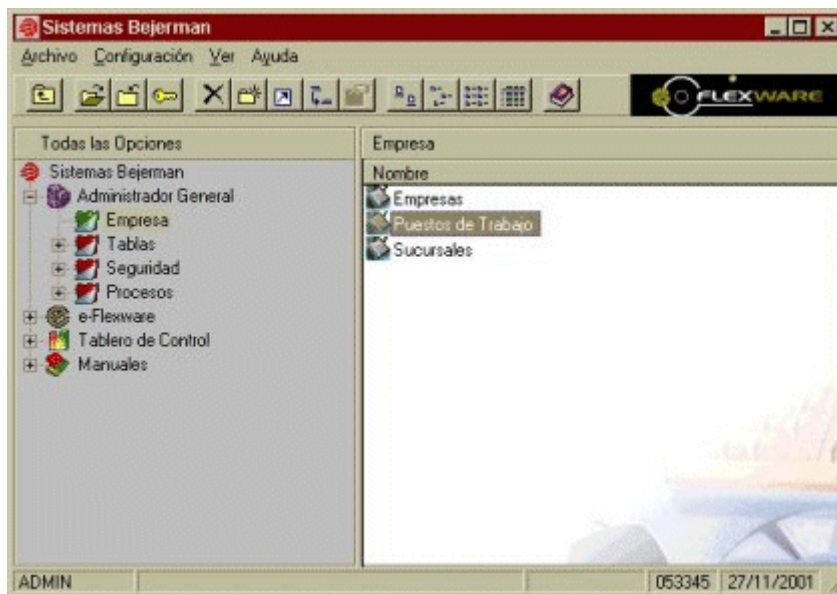 Sistemas Bejerman
Archivo Configuración Ver Ayuda
FLEXWARE
Todas las Opciones
Sistemas Bejerman
Administrador General
Empresa
Tablas
Seguridad
Procesos
e-Flexware
Tablero de Control
Manuales
Empresa
Nombre
Empresas
Puestos de Trabajo
Sucursales
ADMIN 053345 27/11/2001